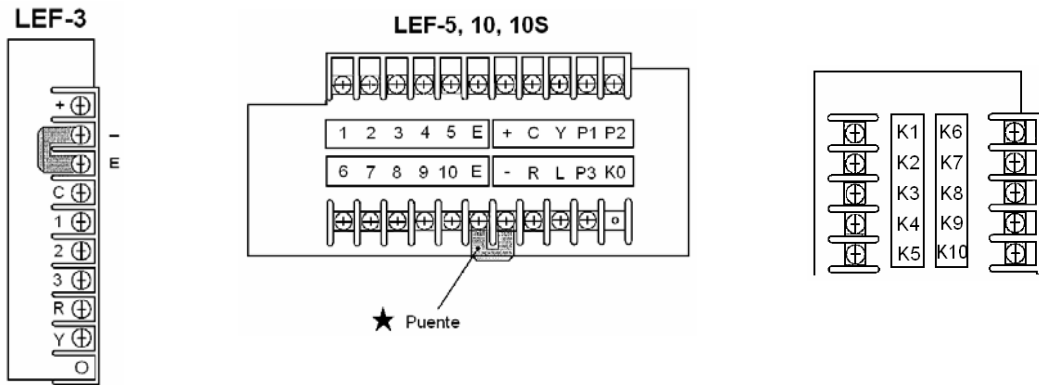 LEF-3
+
–
E
C
1
2
3
R
Y
LEF-5, 10, 10S
1 2 3 4 5 E + C Y P1 P2
6 7 8 9 10 E - R L P3 K0
★ Puente
K1 K6
K2 K7
K3 K8
K4 K9
K5 K10